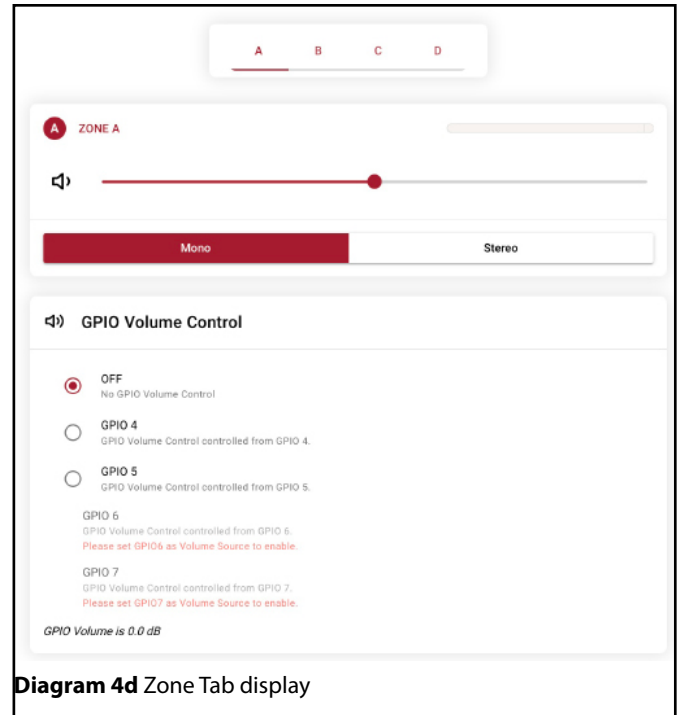 A B C D
A ZONE A
Mono Stereo
GPIO Volume Control
OFF
No GPIO Volume Control
GPIO 4
GPIO Volume Control controlled from GPIO 4.
GPIO 5
GPIO Volume Control controlled from GPIO 5.
GPIO 6
GPIO Volume Control controlled from GPIO 6.
Please set GPIO6 as Volume Source to enable.
GPIO 7
GPIO Volume Control controlled from GPIO 7.
Please set GPIO7 as Volume Source to enable.
GPIO Volume is 0.0 dB
Diagram 4d Zone Tab display